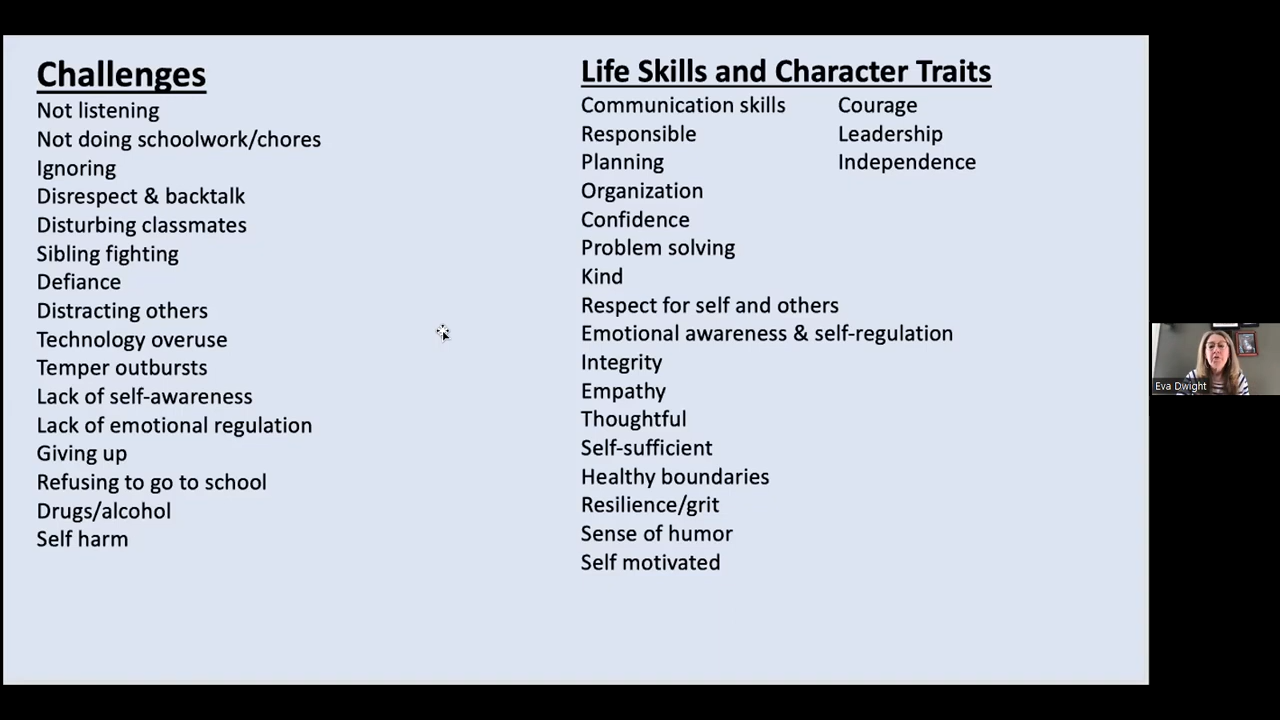 Challenges
Not listening
Not doing schoolwork/chores
Ignoring
Disrespect & backtalk
Disturbing classmates
Sibling fighting
Defiance
Distracting others
Technology overuse
Temper outbursts
Lack of self-awareness
Lack of emotional regulation
Giving up
Refusing to go to school
Drugs/alcohol
Self harm
Life Skills and Character Traits
Communication skills
Responsible
Planning
Organization
Confidence
Problem solving
Kind
Respect for self and others
Emotional awareness & self-regulation
Integrity
Empathy
Thoughtful
Self-sufficient
Healthy boundaries
Resilience/grit
Sense of humor
Self motivated
Courage
Leadership
Independence
Eva Dwight